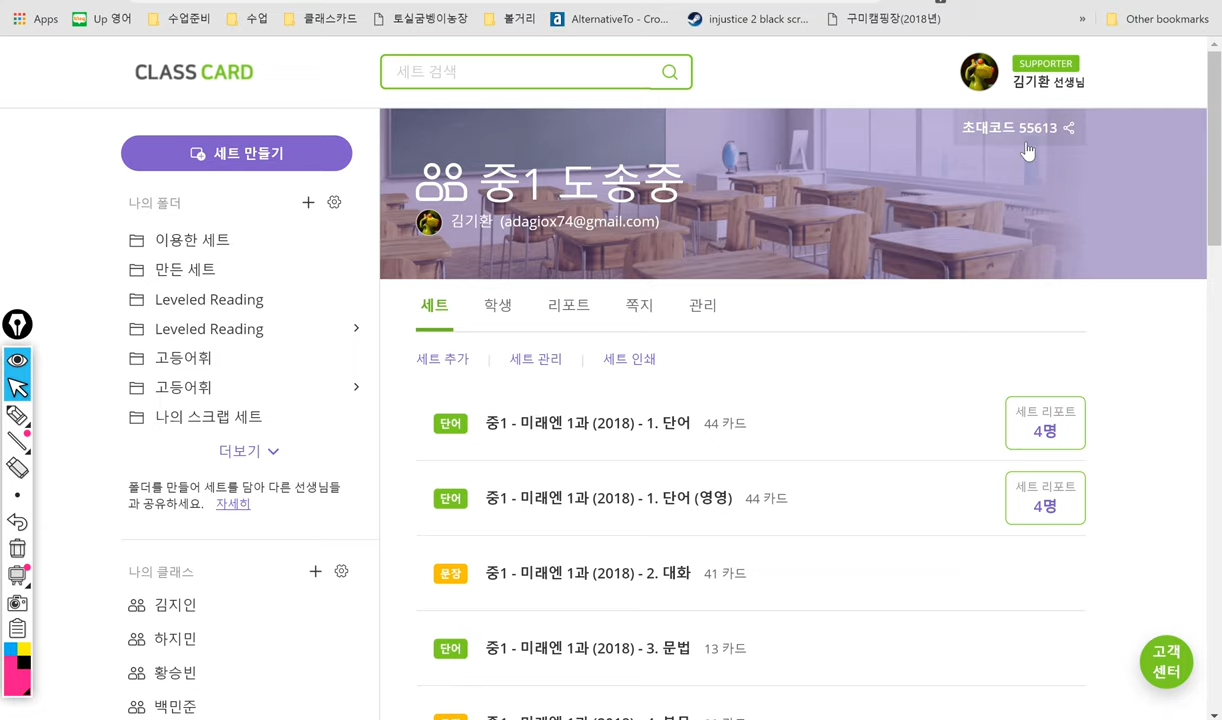 Apps
Up 영어
수업준비
수업
클래스카드
토실굼벵이농장
볼거리
a AlternativeTo - Cro...
injustice 2 black scr...
구미캠핑장(2018년)
»
Other bookmarks
CLASS CARD
세트 검색
SUPPORTER
김기환 선생님
세트 만들기
초대코드 55613
중1 도송중
김기환 (adagiox74@gmail.com)
나의 폴더
이용한 세트
만든 세트
Leveled Reading
Leveled Reading
고등어휘
고등어휘
나의 스크랩 세트
더보기
폴더를 만들어 세트를 담아 다른 선생님들
과 공유하세요. 자세히
나의 클래스
김지인
하지민
황승빈
백민준
세트 학생 리포트 쪽지 관리
세트 추가 | 세트 관리 | 세트 인쇄
단어 중1 - 미래엔 1과 (2018) - 1. 단어 44 카드
세트 리포트
4명
단어 중1 - 미래엔 1과 (2018) - 1. 단어 (영영) 44 카드
세트 리포트
4명
문장 중1 - 미래엔 1과 (2018) - 2. 대화 41 카드
단어 중1 - 미래엔 1과 (2018) - 3. 문법 13 카드
고객
센터